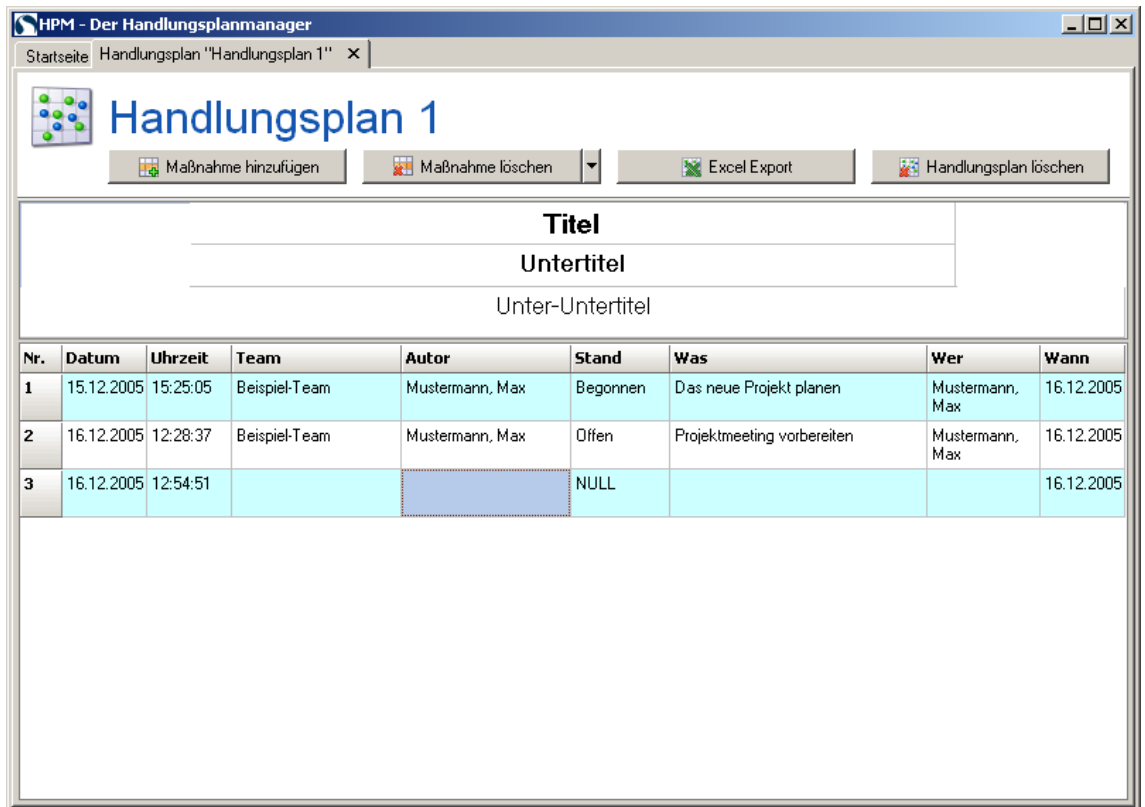 HPM - Der Handlungsplanmanager
Startseite Handlungsplan "Handlungsplan 1"
Handlungsplan 1
Maßnahme hinzufügen Maßnahme löschen Excel Export Handlungsplan löschen
Titel
Untertitel
Unter-Untertitel
Nr. Datum Uhrzeit Team Autor Stand Was Wer Wann
1 15.12.2005 15:25:05 Beispiel-Team Mustermann, Max Begonnen Das neue Projekt planen Mustermann, 16.12.2005
Max
2 16.12.2005 12:28:37 Beispiel-Team Mustermann, Max Offen Projektmeeting vorbereiten Mustermann, 16.12.2005
Max
3 16.12.2005 12:54:51 NULL 16.12.2005